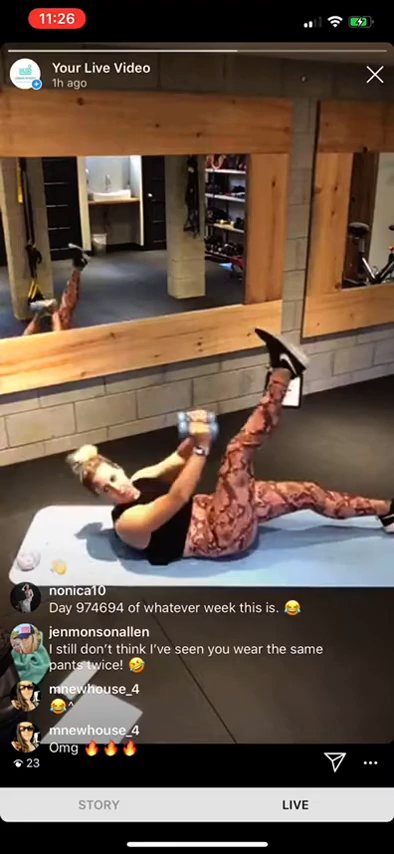 11:26
Your Live Video
1h ago
nonica10
Day 974694 of whatever week this is. 😂
jenmonsonallen
I still don't think I've seen you wear the same
pants twice! 🤣
mnewhouse_4
😂^
mnewhouse_4
Omg 🔥🔥🔥
23
STORY
LIVE